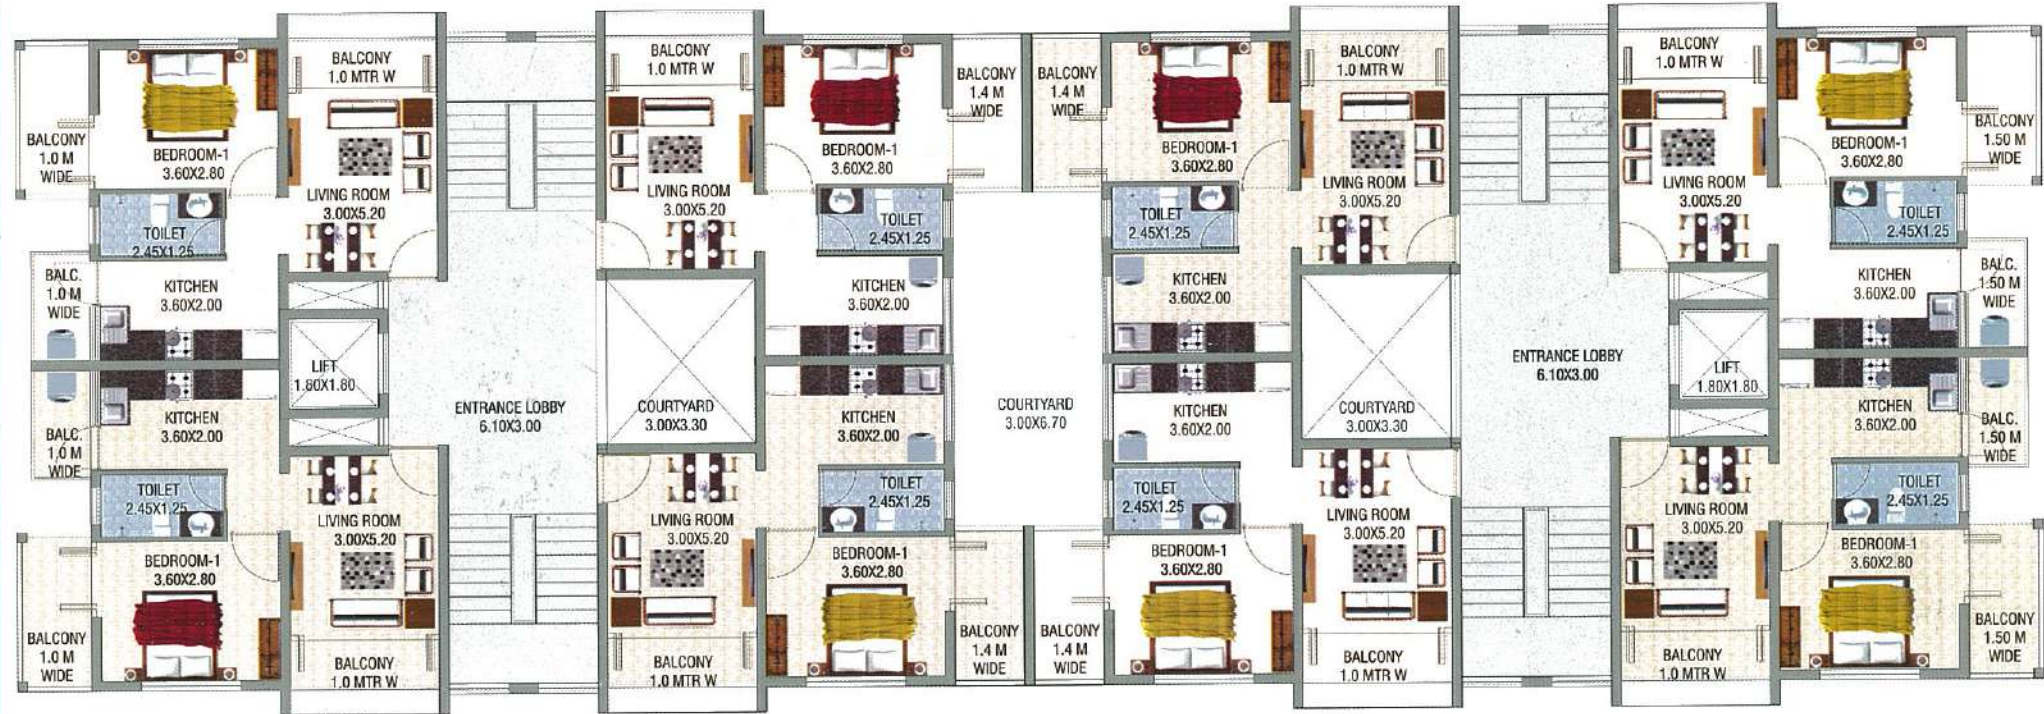 BALCONY
1.0 M
WIDE
BEDROOM-1
3.60X2.80
BALCONY
1.0 MTR W
LIVING ROOM
3.00X5.20
TOILET
2.45X1.25
BALC.
1.0 M
WIDE
KITCHEN
3.60X2.00
LIFT
1.80X1.80
BALC.
1.0 M
WIDE
KITCHEN
3.60X2.00
TOILET
2.45X1.25
LIVING ROOM
3.00X5.20
BEDROOM-1
3.60X2.80
BALCONY
1.0 M
WIDE
BALCONY
1.0 MTR W
ENTRANCE LOBBY
6.10X3.00
BALCONY
1.0 MTR W
LIVING ROOM
3.00X5.20
BEDROOM-1
3.60X2.80
BALCONY
1.4 M
WIDE
TOILET
2.45X1.25
KITCHEN
3.60X2.00
COURTYARD
3.00X3.30
KITCHEN
3.60X2.00
TOILET
2.45X1.25
LIVING ROOM
3.00X5.20
BEDROOM-1
3.60X2.80
BALCONY
1.0 MTR W
BALCONY
1.4 M
WIDE
COURTYARD
3.00X6.70
BALCONY
1.4 M
WIDE
BEDROOM-1
3.60X2.80
BALCONY
1.0 MTR W
LIVING ROOM
3.00X5.20
TOILET
2.45X1.25
KITCHEN
3.60X2.00
COURTYARD
3.00X3.30
KITCHEN
3.60X2.00
TOILET
2.45X1.25
LIVING ROOM
3.00X5.20
BEDROOM-1
3.60X2.80
BALCONY
1.4 M
WIDE
BALCONY
1.0 MTR W
ENTRANCE LOBBY
6.10X3.00
BALCONY
1.0 MTR W
LIVING ROOM
3.00X5.20
BEDROOM-1
3.60X2.80
BALCONY
1.50 M
WIDE
TOILET
2.45X1.25
KITCHEN
3.60X2.00
BALC.
1.50 M
WIDE
LIFT
1.80X1.80
KITCHEN
3.60X2.00
BALC.
1.50 M
WIDE
TOILET
2.45X1.25
LIVING ROOM
3.00X5.20
BEDROOM-1
3.60X2.80
BALCONY
1.50 M
WIDE
BALCONY
1.0 MTR W